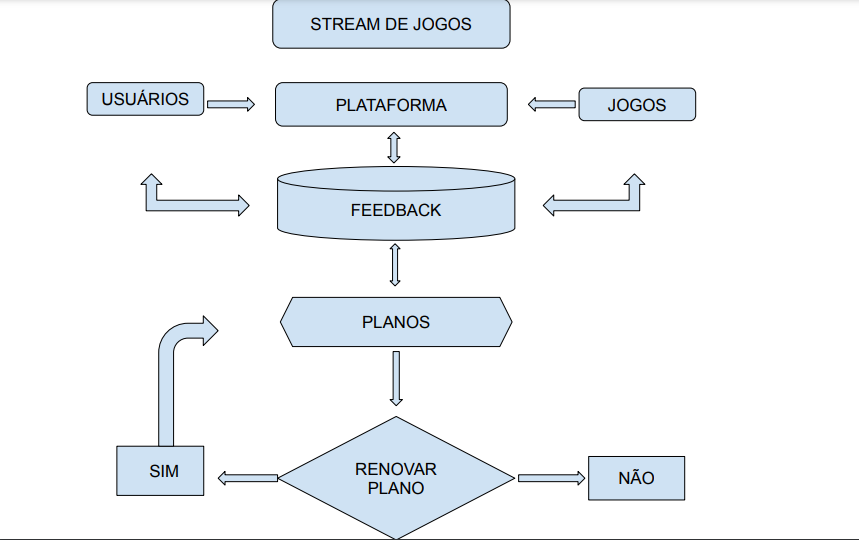 STREAM DE JOGOS
USUÁRIOS
PLATAFORMA
JOGOS
FEEDBACK
PLANOS
SIM
RENOVAR
PLANO
NÃO